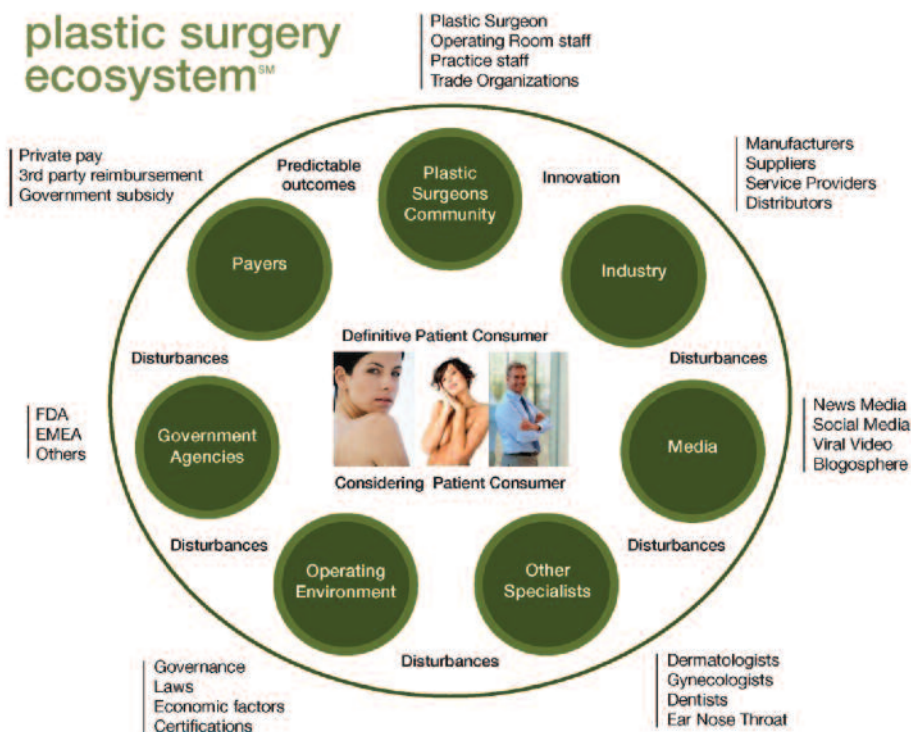 plastic surgery
ecosystem℠
Plastic Surgeon
Operating Room staff
Practice staff
Trade Organizations
Private pay
3rd party reimbursement
Government subsidy
Predictable
outcomes
Plastic
Surgeons
Community
Innovation
Manufacturers
Suppliers
Service Providers
Distributors
Payers
Industry
Definitive Patient Consumer
Disturbances
Disturbances
FDA
EMEA
Others
Government
Agencies
Media
News Media
Social Media
Viral Video
Blogosphere
Considering Patient Consumer
Disturbances
Disturbances
Operating
Environment
Other
Specialists
Disturbances
Governance
Laws
Economic factors
Certifications
Dermatologists
Gynecologists
Dentists
Ear Nose Throat